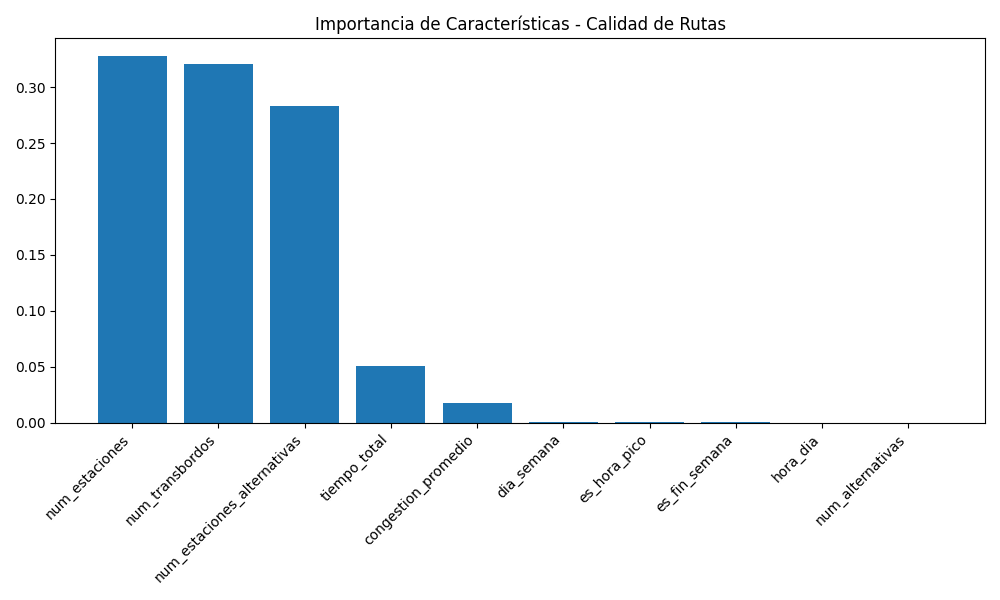 Importancia de Características - Calidad de Rutas
0.30
0.25
0.20
0.15
0.10
0.05
0.00
num_estaciones
num_transbordos
num_estaciones_alternativas
tiempo_total
congestion_promedio
dia_semana
es_hora_pico
es_fin_semana
hora_dia
num_alternativas